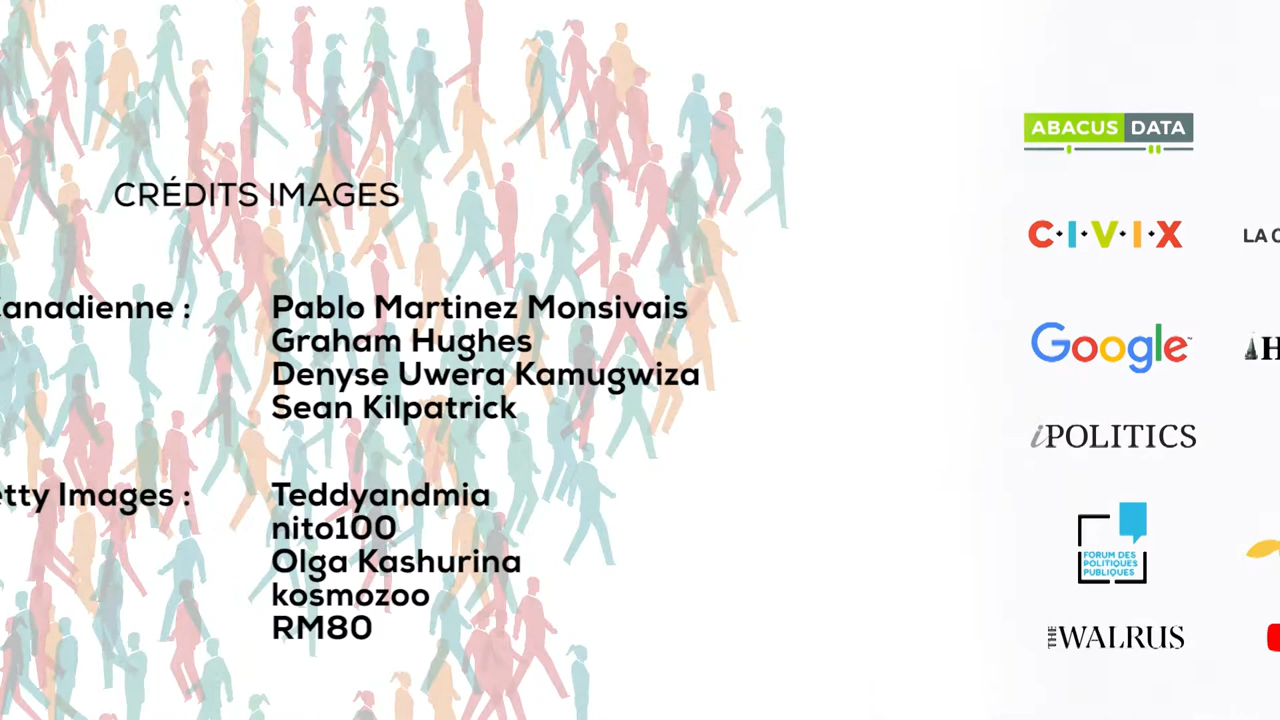 CRÉDITS IMAGES
anadienne :
Pablo Martinez Monsivais
Graham Hughes
Denyse Uwera Kamugwiza
Sean Kilpatrick
etty Images :
Teddyandmia
nito100
Olga Kashurina
kosmozoo
RM80
ABACUS DATA
C·I·V·I·X
LA
Google
H
iPOLITICS
FORUM DES
POLITIQUES
PUBLIQUES
THE WALRUS